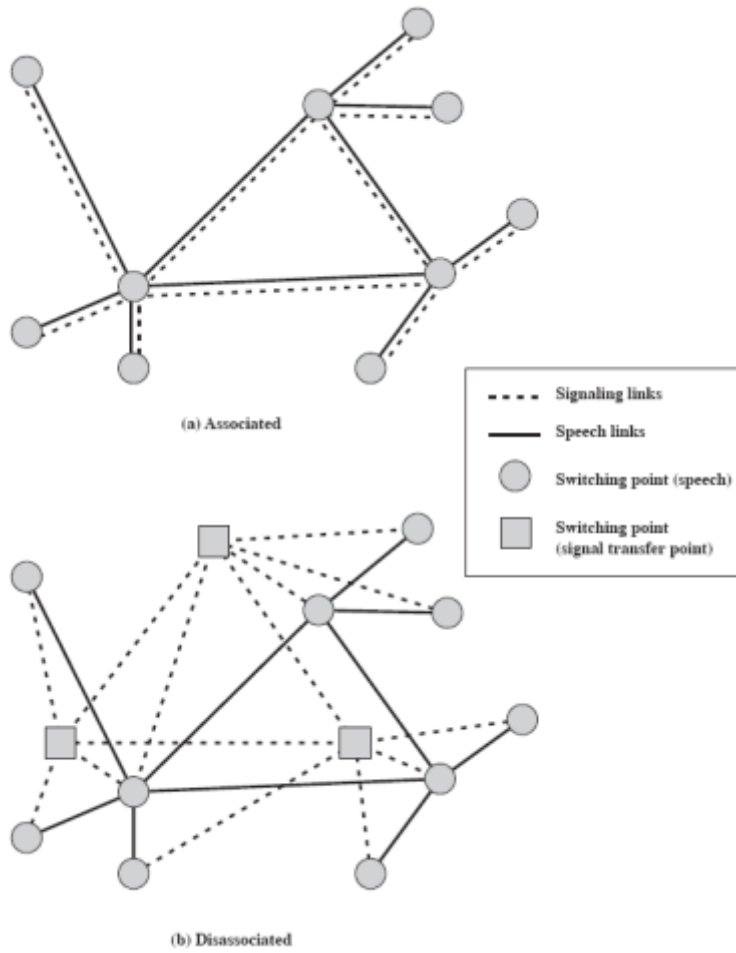 (a) Associated
Signaling links
Speech links
Switching point (speech)
Switching point
(signal transfer point)
(b) Disassociated